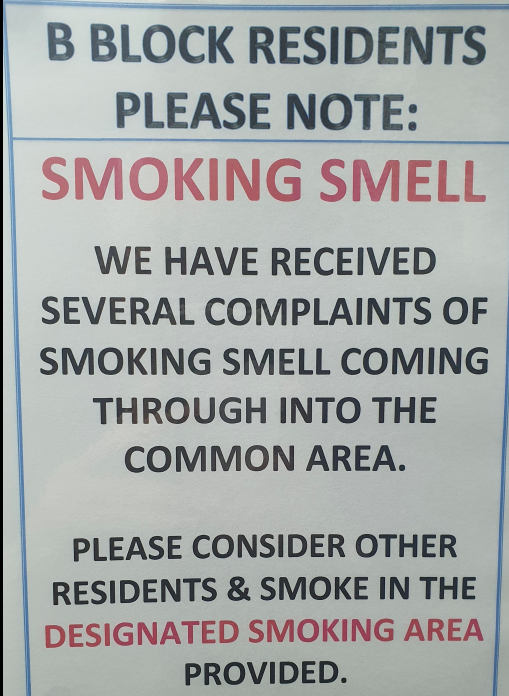 B BLOCK RESIDENTS
PLEASE NOTE:
SMOKING SMELL
WE HAVE RECEIVED
SEVERAL COMPLAINTS OF
SMOKING SMELL COMING
THROUGH INTO THE
COMMON AREA.
PLEASE CONSIDER OTHER
RESIDENTS & SMOKE IN THE
DESIGNATED SMOKING AREA
PROVIDED.